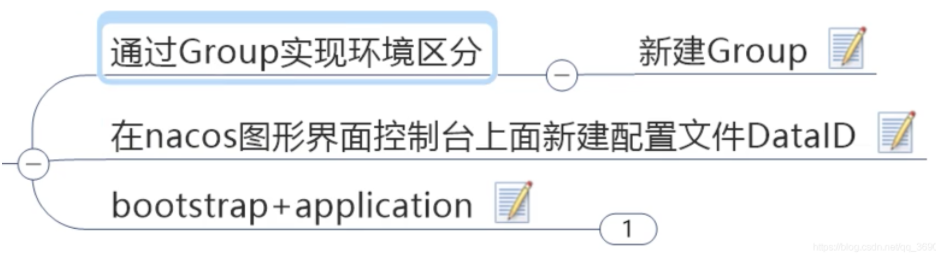 通过Group实现环境区分
新建Group
在nacos图形界面控制台上面新建配置文件DataID
bootstrap+application
1